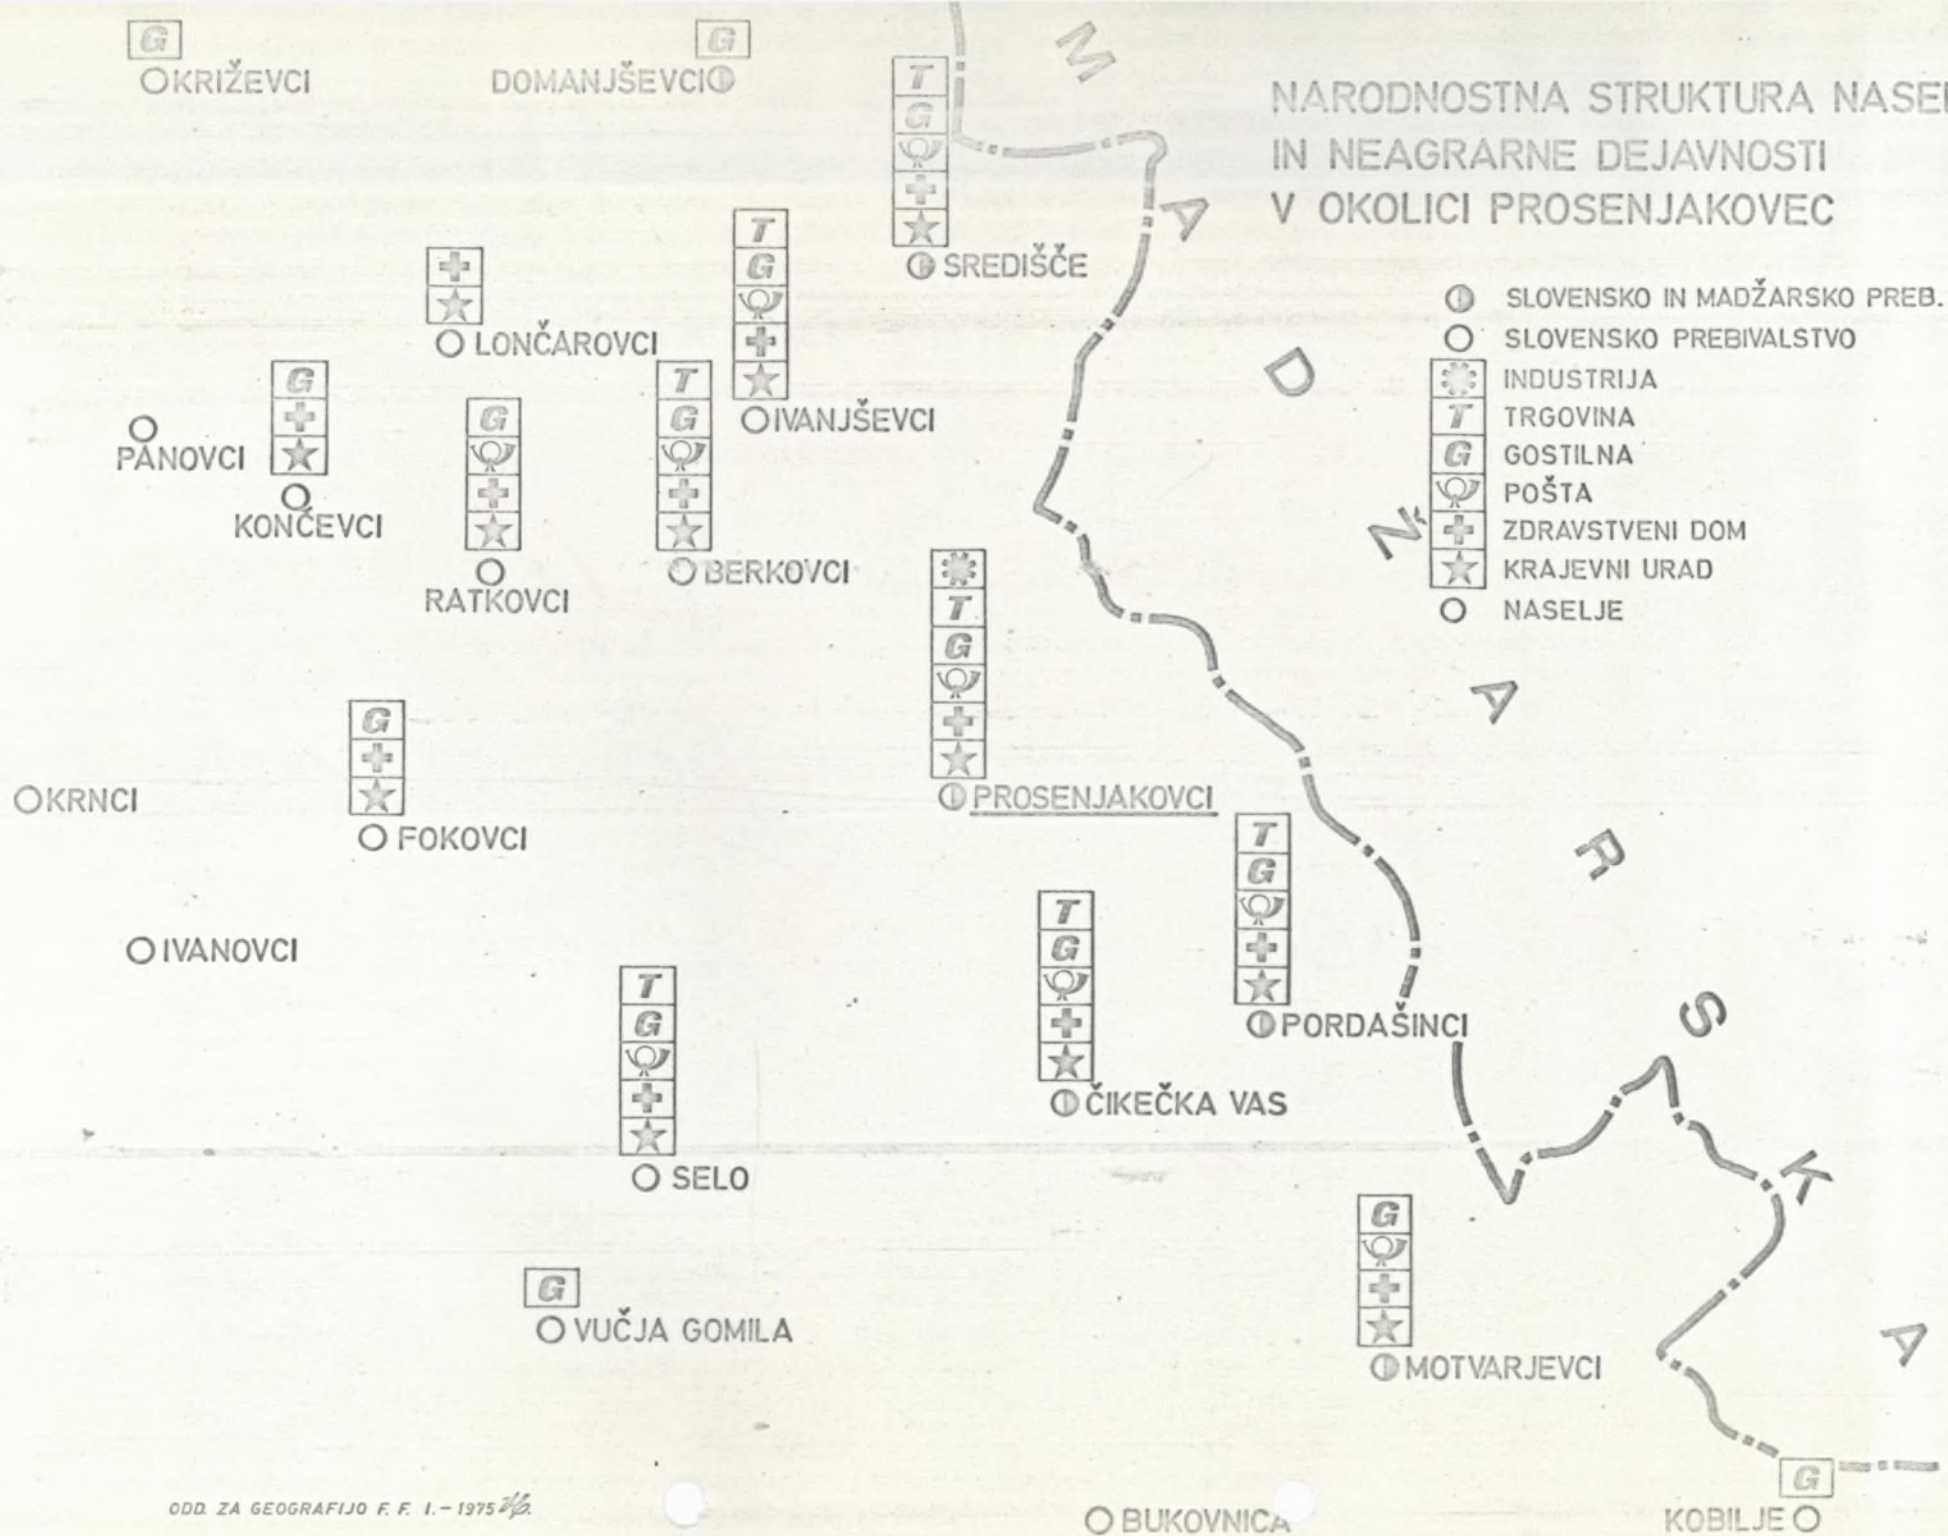 G
G
KRIŽEVCI
DOMANJŠEVCI
T
G
SREDIŠČE
M A D Ž A R S K A
NARODNOSTNA STRUKTURA
IN NEAGRARNE DEJAVNOSTI
V OKOLICI PROSENJAKOVEC
SLOVENSKO IN MADŽARSKO PREB.
SLOVENSKO PREBIVALSTVO
INDUSTRIJA
T TRGOVINA
G GOSTILNA
POŠTA
ZDRAVSTVENI DOM
KRAJEVNI URAD
NASELJE
LONČAROVCI
T
G
IVANJŠEVCI
PANOVCI
G
KONČEVCI
G
RATKOVCI
T
G
BERKOVCI
T
G
PROSENJAKOVCI
KRNCI
G
FOKOVCI
IVANOVCI
T
G
PORDAŠINCI
T
G
ČIKEČKA VAS
T
G
SELO
G
MOTVARJEVCI
G
VUČJA GOMILA
G
KOBILJE
BUKOVNICA
ODD. ZA GEOGRAFIJO F. F. I. – 1975